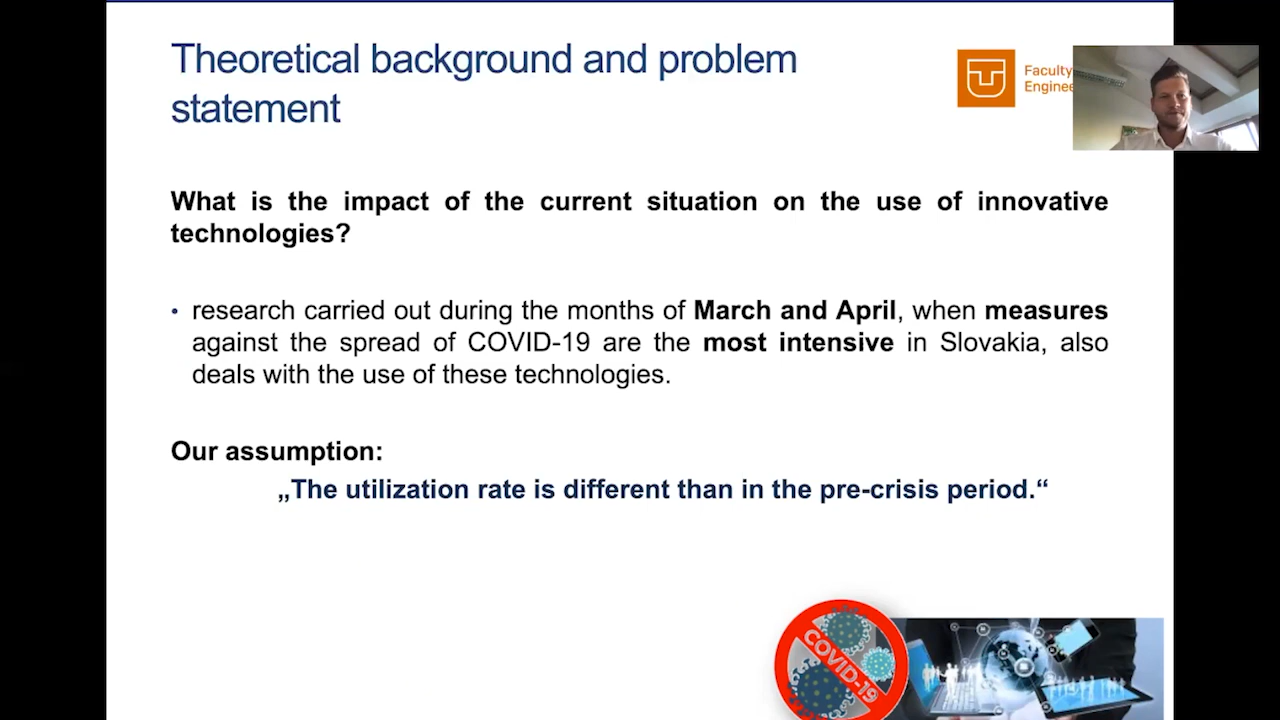 Theoretical background and problem
statement
Faculty
Enginee
What is the impact of the current situation on the use of innovative
technologies?
• research carried out during the months of March and April, when measures
against the spread of COVID-19 are the most intensive in Slovakia, also
deals with the use of these technologies.
Our assumption:
„The utilization rate is different than in the pre-crisis period.“
COVID-19